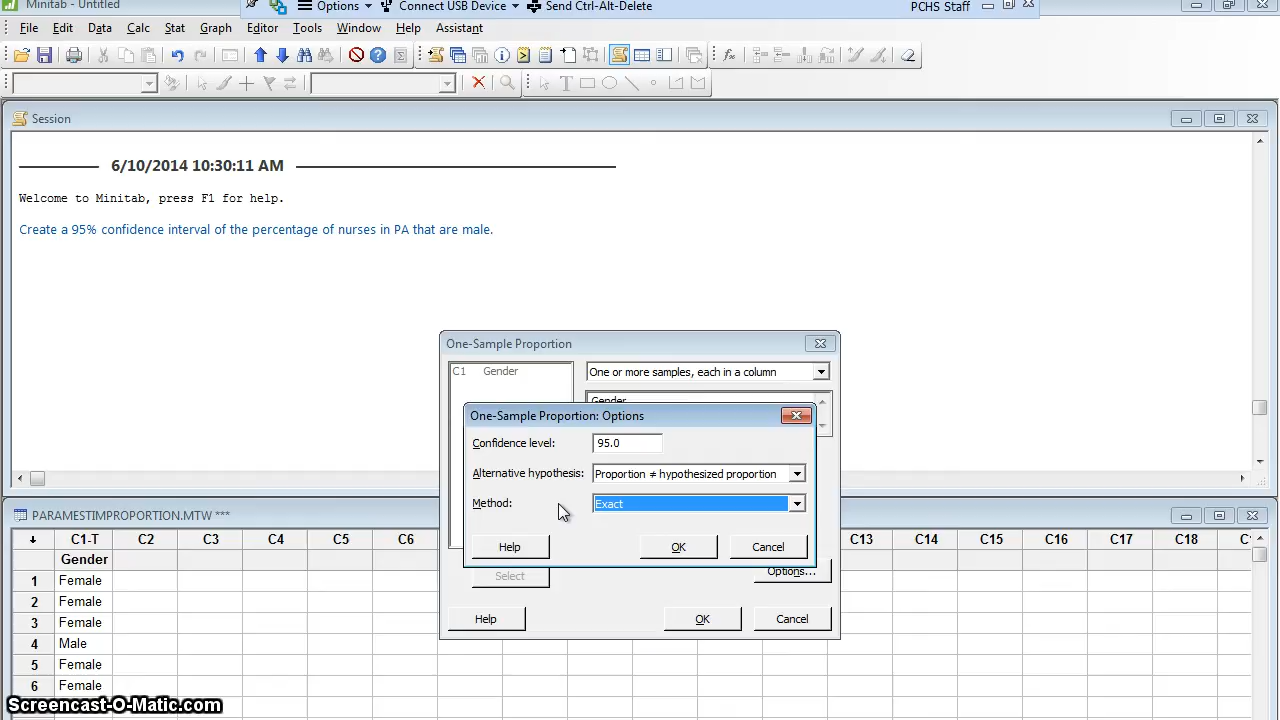 Minitab - Untitled
Options
Connect USB Device
Send Ctrl-Alt-Delete
PCHS Staff
File Edit Data Calc Stat Graph Editor Tools Window Help Assistant
Session
6/10/2014 10:30:11 AM
Welcome to Minitab, press F1 for help.
Create a 95% confidence interval of the percentage of nurses in PA that are male.
One-Sample Proportion
C1 Gender
One or more samples, each in a column
Gender
One-Sample Proportion: Options
Confidence level: 95.0
Alternative hypothesis: Proportion ≠ hypothesized proportion
Method: Exact
Help OK Cancel
Select
Options...
Help OK Cancel
PARAMESTIMPROPORTION.MTW ***
C1-T C2 C3 C4 C5 C6 C13 C14 C15 C16 C17 C18
Gender
1 Female
2 Female
3 Female
4 Male
5 Female
6 Female
Screencast-O-Matic.com